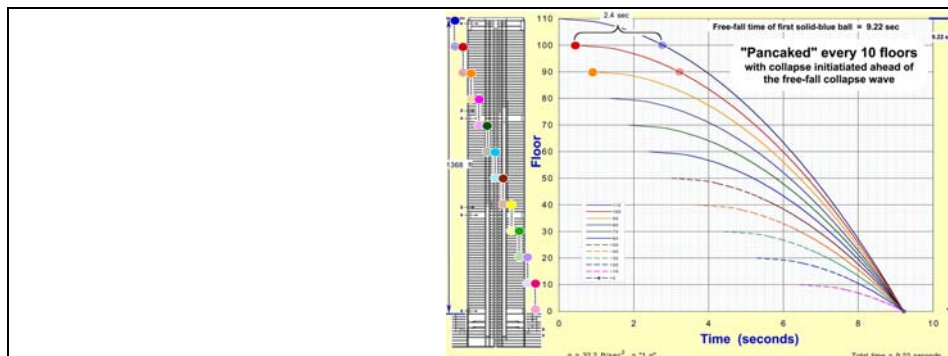 110
2.4 sec
Free-fall time of first solid-blue ball = 9.22 sec
100
"Pancaked" every 10 floors
with collapse initiatiated ahead of
the free-fall collapse wave
90
80
70
60
50
40
30
20
10
0
Floor
1368
0 2 4 6 8 10
Time (seconds)
Total time = 9.22 seconds